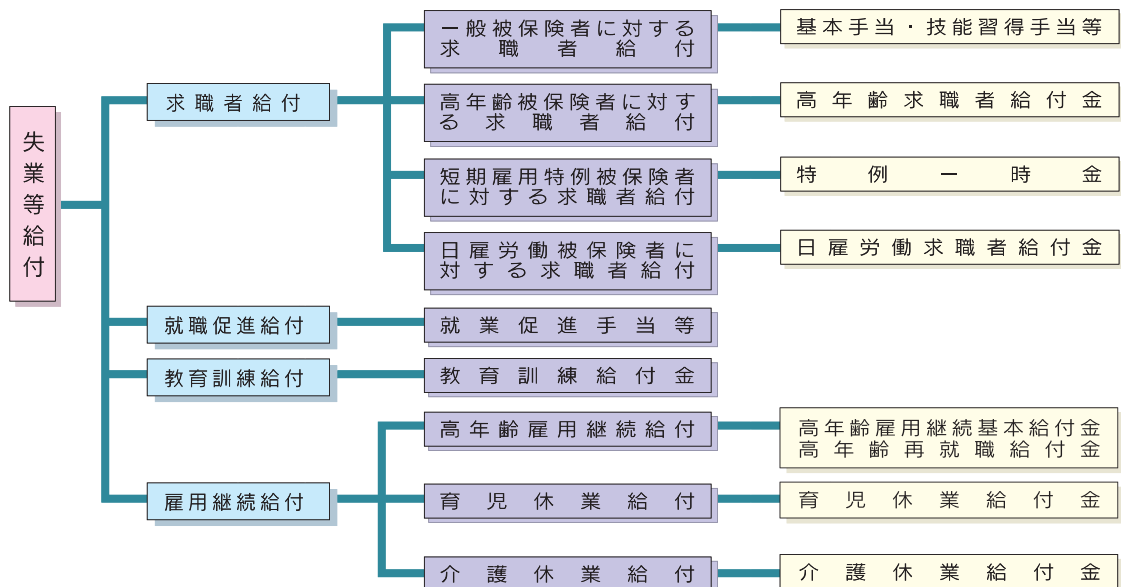 失業等給付
求職者給付
一般被保険者に対する
求職者給付
基本手当・技能習得手当等
高年齢被保険者に対す
る求職者給付
高年齢求職者給付金
短期雇用特例被保険者
に対する求職者給付
特例一時金
日雇労働被保険者に
対する求職者給付
日雇労働求職者給付金
就職促進給付
就業促進手当等
教育訓練給付
教育訓練給付金
雇用継続給付
高年齢雇用継続給付
高年齢雇用継続基本給付金
高年齢再就職給付金
育児休業給付
育児休業給付金
介護休業給付
介護休業給付金